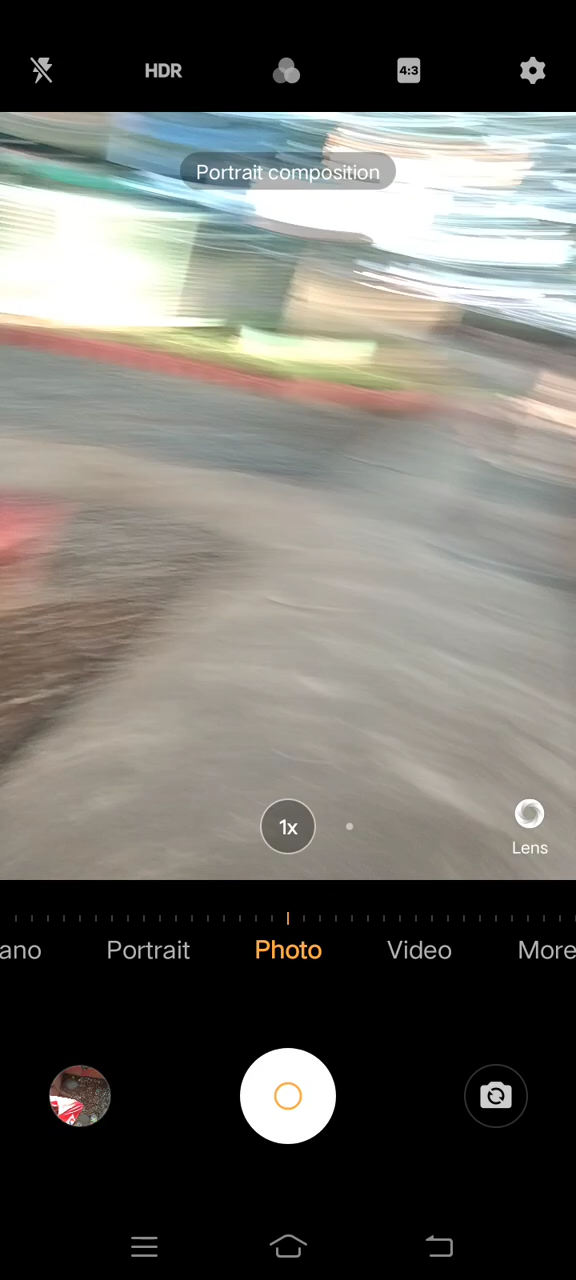 HDR
4:3
Portrait composition
1x
Lens
ano Portrait Photo Video More